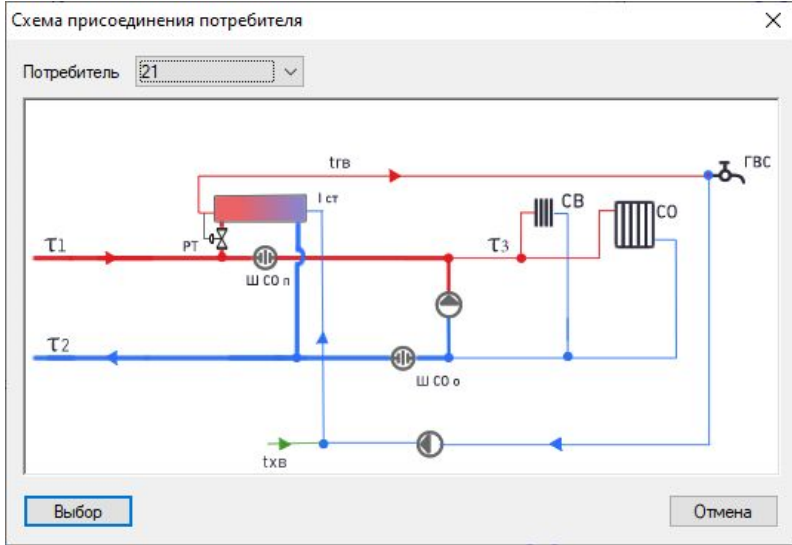 Схема присоединения потребителя
Потребитель 21
tгв
ГВС
I ст
СВ
СО
τ1
РТ
τ3
Ш СО п
τ2
Ш СО о
tхв
Выбор
Отмена